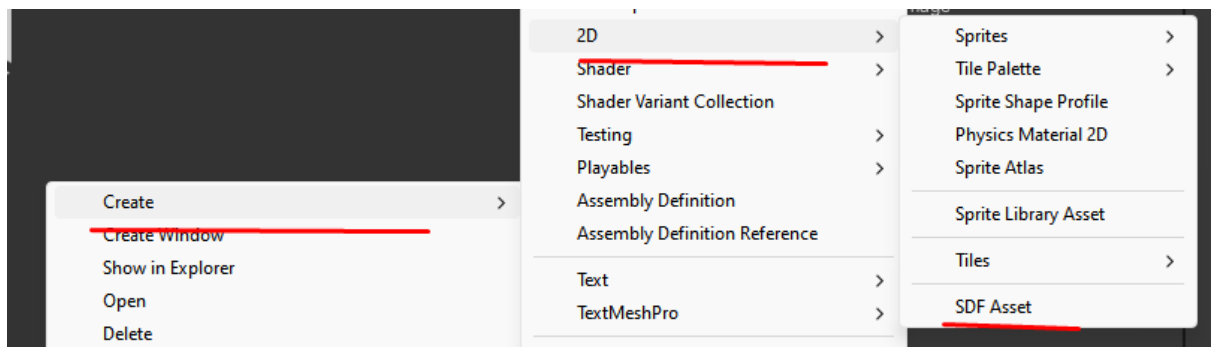 2D
Shader
Shader Variant Collection
Testing
Playables
Assembly Definition
Assembly Definition Reference
Text
TextMeshPro
Sprites
Tile Palette
Sprite Shape Profile
Physics Material 2D
Sprite Atlas
Sprite Library Asset
Tiles
SDF Asset
Create
Create Window
Show in Explorer
Open
Delete